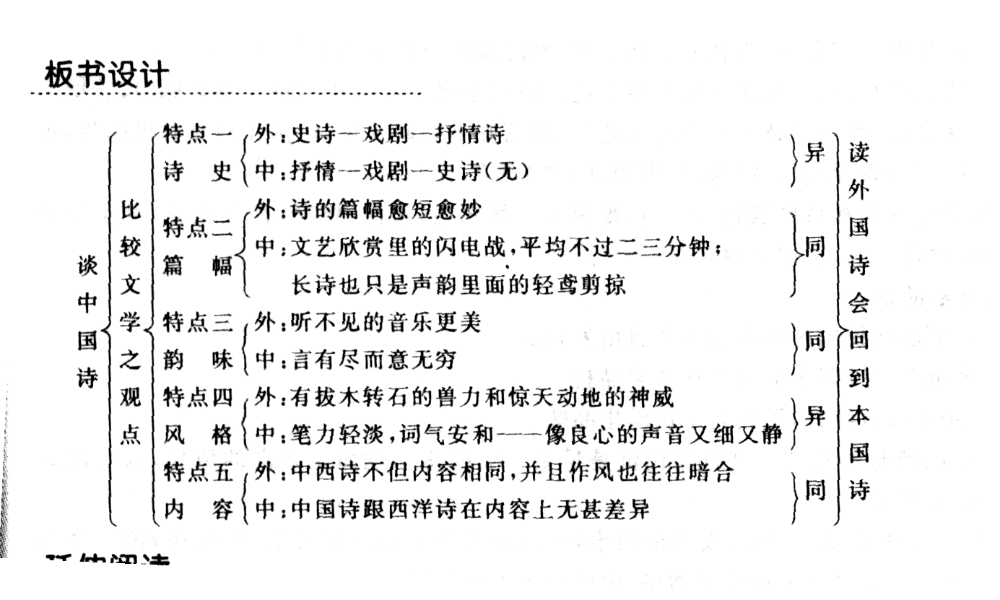 板书设计
谈中国诗
比较文学之观点
特点一 外:史诗—戏剧—抒情诗
诗 史 中:抒情—戏剧—史诗(无)
异
特点二
篇 幅
外:诗的篇幅愈短愈妙
中:文艺欣赏里的闪电战,平均不过二三分钟;
长诗也只是声韵里面的轻鸢剪掠
同
特点三 外:听不见的音乐更美
韵 味 中:言有尽而意无穷
同
特点四 外:有拔木转石的兽力和惊天动地的神威
风 格 中:笔力轻淡,词气安和——像良心的声音又细又静
异
特点五 外:中西诗不但内容相同,并且作风也往往暗合
内 容 中:中国诗跟西洋诗在内容上无甚差异
同
读外国诗会回到本国诗